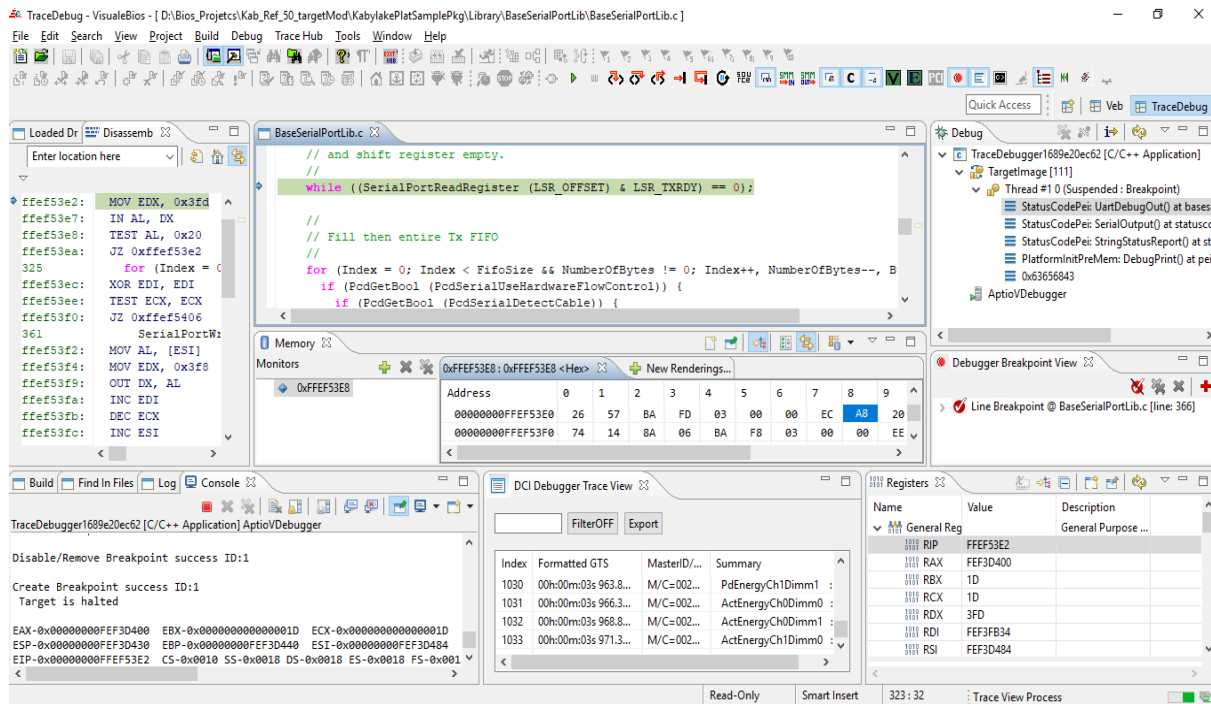 TraceDebug - VisualeBios - [ D:\Bios_Projetcs\Kab_Ref_50_targetMod\KabylakePlatSamplePkg\Library\BaseSerialPortLib\BaseSerialPortLib.c ]
File Edit Search View Project Build Debug Trace Hub Tools Window Help
Quick Access Veb TraceDebug
Loaded Dr Disassemb
Enter location here
ffef53e2: MOV EDX, 0x3fd
ffef53e7: IN AL, DX
ffef53e8: TEST AL, 0x20
ffef53ea: JZ 0xffef53e2
325 for (Index = 0
ffef53ec: XOR EDI, EDI
ffef53ee: TEST ECX, ECX
ffef53f0: JZ 0xffef5406
361 SerialPortWr
ffef53f2: MOV AL, [ESI]
ffef53f4: MOV EDX, 0x3f8
ffef53f9: OUT DX, AL
ffef53fa: INC EDI
ffef53fb: DEC ECX
ffef53fc: INC ESI
BaseSerialPortLib.c
// and shift register empty.
//
while ((SerialPortReadRegister (LSR_OFFSET) & LSR_TXRDY) == 0);
//
// Fill then entire Tx FIFO
//
for (Index = 0; Index < FifoSize && NumberOfBytes != 0; Index++, NumberOfBytes--, B
if (PcdGetBool (PcdSerialUseHardwareFlowControl)) {
if (PcdGetBool (PcdSerialDetectCable)) {
Debug
TraceDebugger1689e20ec62 [C/C++ Application]
TargetImage [111]
Thread #1 0 (Suspended : Breakpoint)
StatusCodePei: UartDebugOut() at bases
StatusCodePei: SerialOutput() at statusco
StatusCodePei: StringStatusReport() at st
PlatformInitPreMem: DebugPrint() at pei
0x63656843
AptioVDebugger
Memory
Monitors
0xFFEF53E8
0xFFEF53E8 : 0xFFEF53E8 <Hex> New Renderings...
Address 0 1 2 3 4 5 6 7 8 9
00000000FFEF53E0 26 57 BA FD 03 00 00 EC A8 20
00000000FFEF53F0 74 14 8A 06 BA F8 03 00 00 EE
Debugger Breakpoint View
Line Breakpoint @ BaseSerialPortLib.c [line: 366]
Build Find In Files Log Console
TraceDebugger1689e20ec62 [C/C++ Application] AptioVDebugger
Disable/Remove Breakpoint success ID:1
Create Breakpoint success ID:1
Target is halted
EAX-0x00000000FEF3D400 EBX-0x000000000000001D ECX-0x000000000000001D
ESP-0x00000000FEF3D430 EBP-0x00000000FEF3D440 ESI-0x00000000FEF3D484
EIP-0x00000000FFEF53E2 CS-0x0010 SS-0x0018 DS-0x0018 ES-0x0018 FS-0x001
DCI Debugger Trace View
FilterOFF Export
Index Formatted GTS MasterID/... Summary
1030 00h:00m:03s 963.8... M/C=002... PdEnergyCh1Dimm1 :
1031 00h:00m:03s 966.3... M/C=002... ActEnergyCh0Dimm0 :
1032 00h:00m:03s 968.8... M/C=002... ActEnergyCh0Dimm1 :
1033 00h:00m:03s 971.3... M/C=002... ActEnergyCh1Dimm0 :
Registers
Name Value Description
General Reg General Purpose ...
RIP FFEF53E2
RAX FEF3D400
RBX 1D
RCX 1D
RDX 3FD
RDI FEF3FB34
RSI FEF3D484
Read-Only Smart Insert 323 : 32 Trace View Process